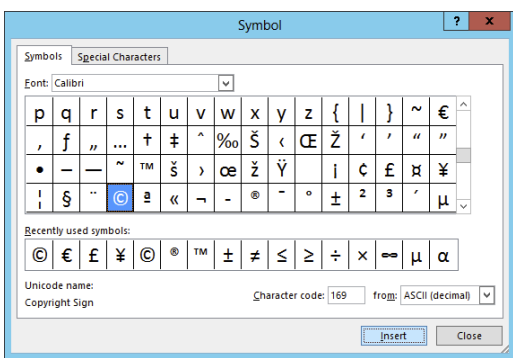 Symbol ? x
Symbols Special Characters
Font: Calibri
p q r s t u v w x y z { | } ~ €
‚ ƒ „ … † ‡ ˆ ‰ Š ‹ Œ Ž ‘ ’ “ ”
• – — ˜ ™ š › œ ž Ÿ ¡ ¢ £ ¤ ¥
¦ § ¨ © ª « ¬ - ® ¯ ° ± ² ³ ´ µ
Recently used symbols:
© € £ ¥ © ® ™ ± ≠ ≤ ≥ ÷ × ∞ µ α
Unicode name:
Copyright Sign Character code: 169 from: ASCII (decimal)
Insert Close